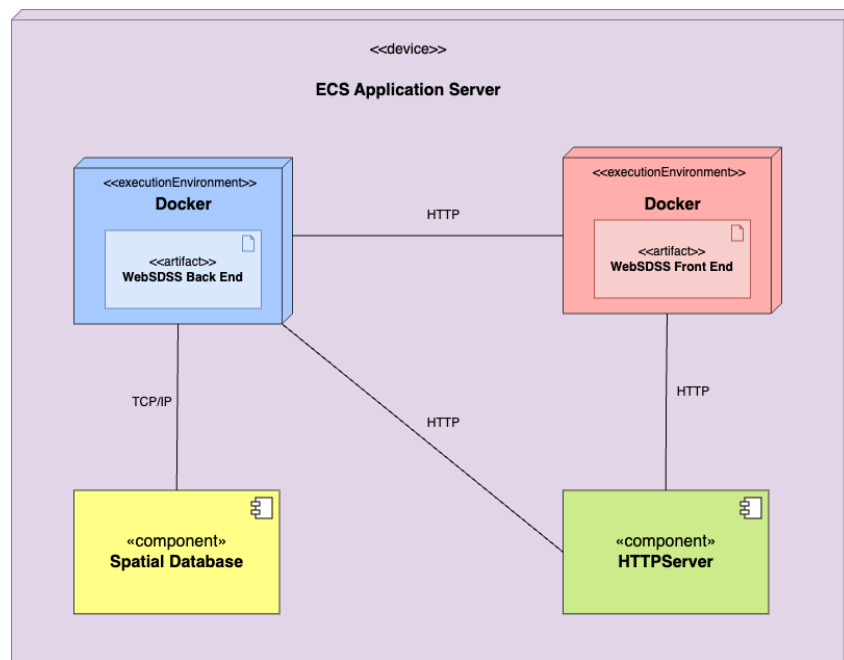 <<device>>
ECS Application Server
<<executionEnvironment>>
Docker
<<artifact>>
WebSDSS Back End
HTTP
<<executionEnvironment>>
Docker
<<artifact>>
WebSDSS Front End
TCP/IP
HTTP
HTTP
«component»
Spatial Database
«component»
HTTPServer